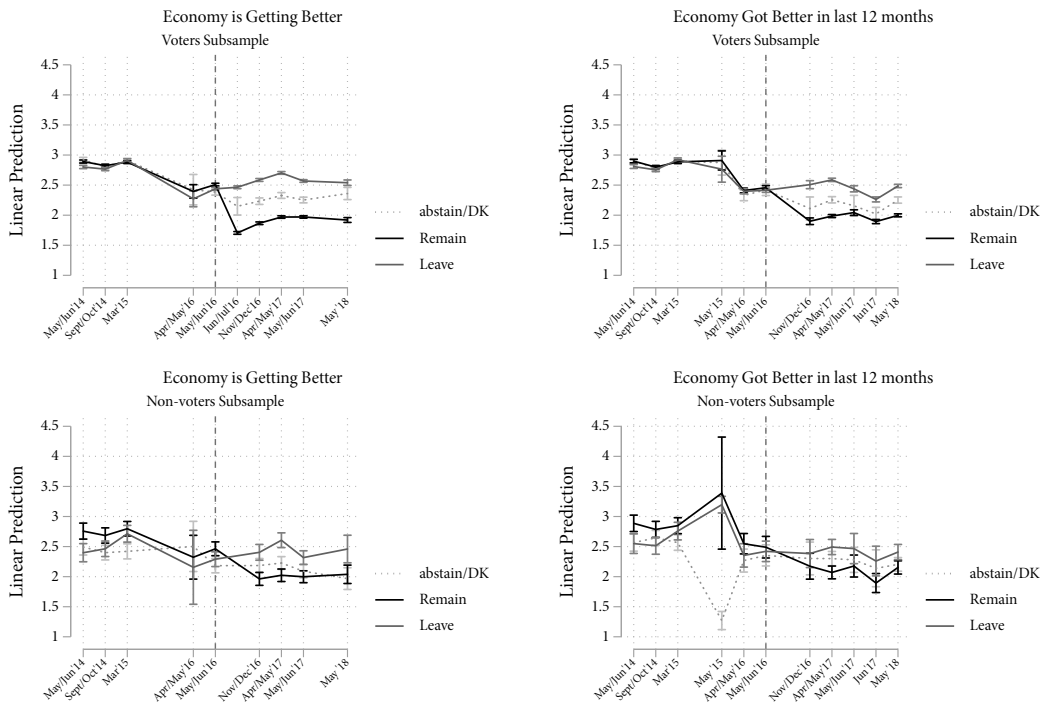 Economy is Getting Better
Voters Subsample
Linear Prediction
4.5
4
3.5
3
2.5
2
1.5
1
May/Jun'14
Sept/Oct'14
Mar'15
Apr/May'16
May/Jun'16
Jun/Jul'16
Nov/Dec'16
Apr/May'17
May/Jun'17
May '18
abstain/DK
Remain
Leave
Economy Got Better in last 12 months
Voters Subsample
Linear Prediction
4.5
4
3.5
3
2.5
2
1.5
1
May/Jun'14
Sept/Oct'14
Mar'15
May '15
Apr/May'16
May/Jun'16
Nov/Dec'16
Apr/May'17
May/Jun'17
Jun'17
May '18
abstain/DK
Remain
Leave
Economy is Getting Better
Non-voters Subsample
Linear Prediction
4.5
4
3.5
3
2.5
2
1.5
1
May/Jun'14
Sept/Oct'14
Mar'15
Apr/May'16
May/Jun'16
Nov/Dec'16
Apr/May'17
May/Jun'17
May '18
abstain/DK
Remain
Leave
Economy Got Better in last 12 months
Non-voters Subsample
Linear Prediction
4.5
4
3.5
3
2.5
2
1.5
1
May/Jun'14
Sept/Oct'14
Mar'15
May '15
Apr/May'16
May/Jun'16
Nov/Dec'16
Apr/May'17
May/Jun'17
Jun'17
May '18
abstain/DK
Remain
Leave